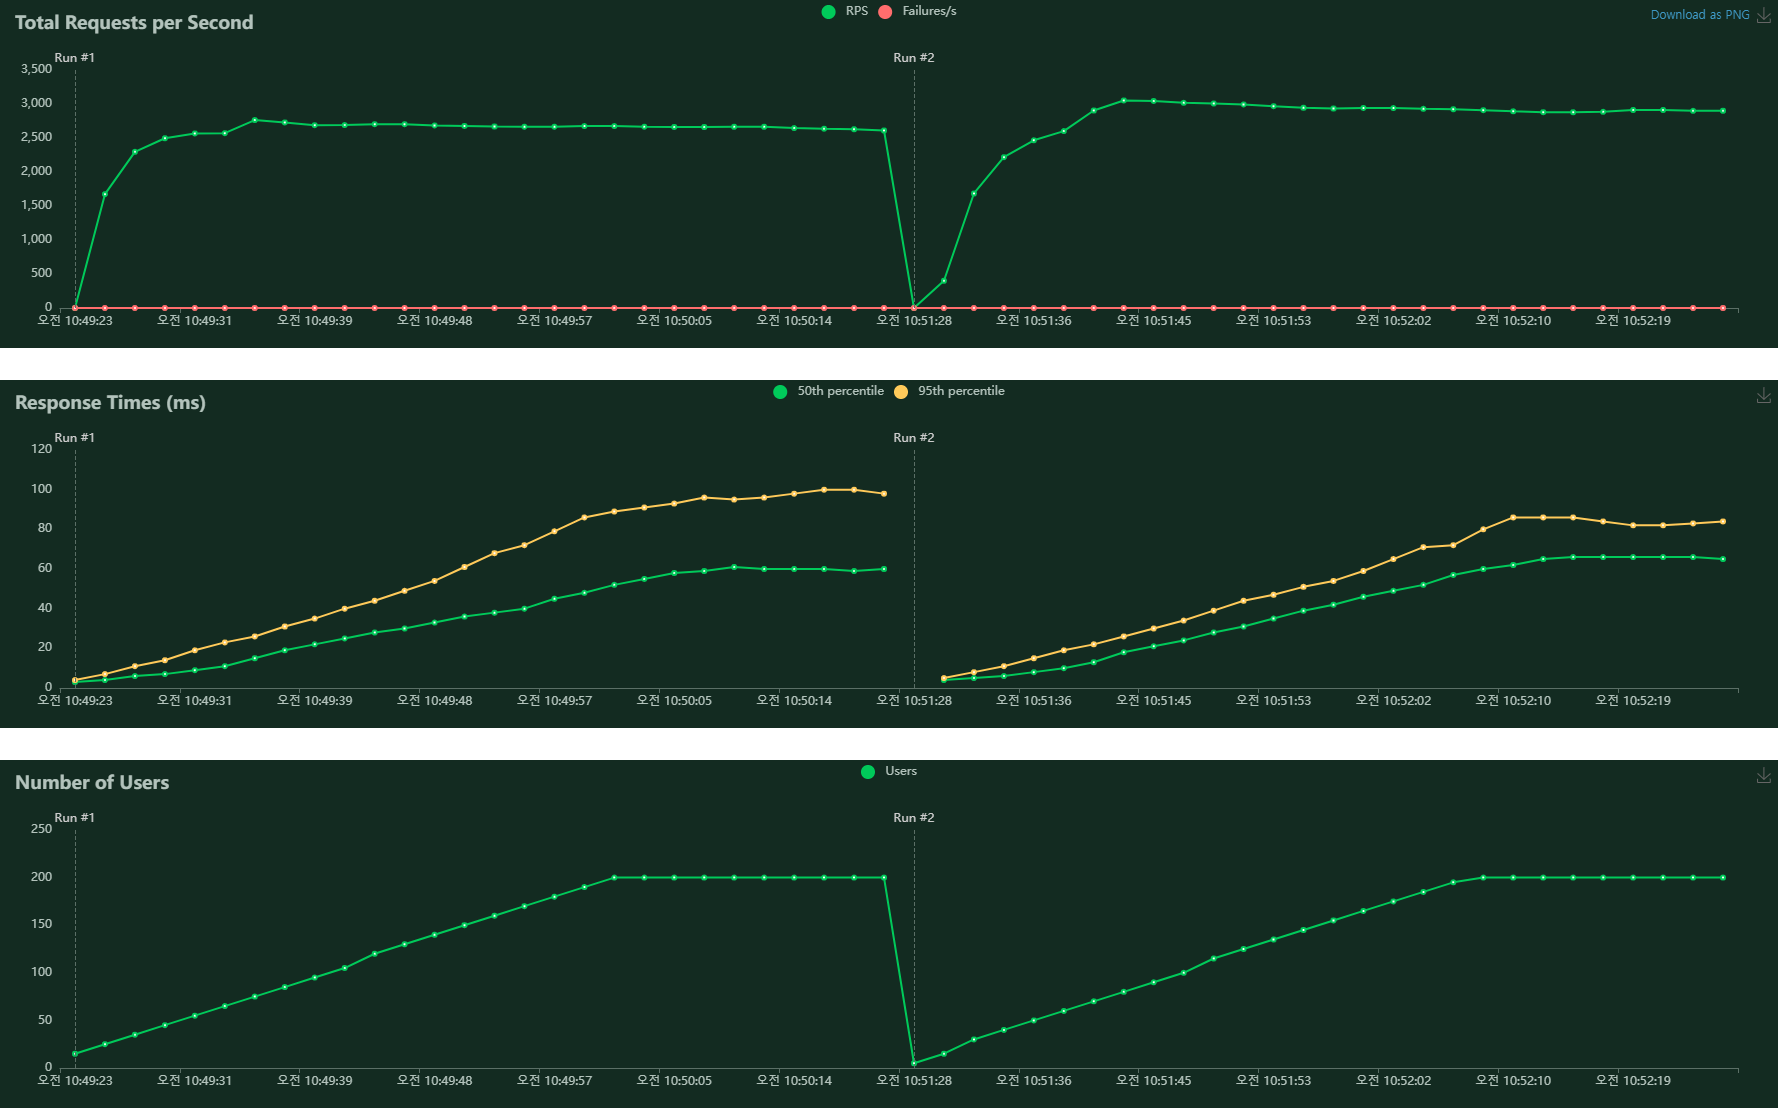 Total Requests per Second
RPS Failures/s
Download as PNG
Run #1 Run #2
3,500
3,000
2,500
2,000
1,500
1,000
500
0
오전 10:49:23 오전 10:49:31 오전 10:49:39 오전 10:49:48 오전 10:49:57 오전 10:50:05 오전 10:50:14 오전 10:51:28 오전 10:51:36 오전 10:51:45 오전 10:51:53 오전 10:52:02 오전 10:52:10 오전 10:52:19
Response Times (ms)
50th percentile 95th percentile
Run #1 Run #2
120
100
80
60
40
20
0
오전 10:49:23 오전 10:49:31 오전 10:49:39 오전 10:49:48 오전 10:49:57 오전 10:50:05 오전 10:50:14 오전 10:51:28 오전 10:51:36 오전 10:51:45 오전 10:51:53 오전 10:52:02 오전 10:52:10 오전 10:52:19
Number of Users
Users
Run #1 Run #2
250
200
150
100
50
0
오전 10:49:23 오전 10:49:31 오전 10:49:39 오전 10:49:48 오전 10:49:57 오전 10:50:05 오전 10:50:14 오전 10:51:28 오전 10:51:36 오전 10:51:45 오전 10:51:53 오전 10:52:02 오전 10:52:10 오전 10:52:19